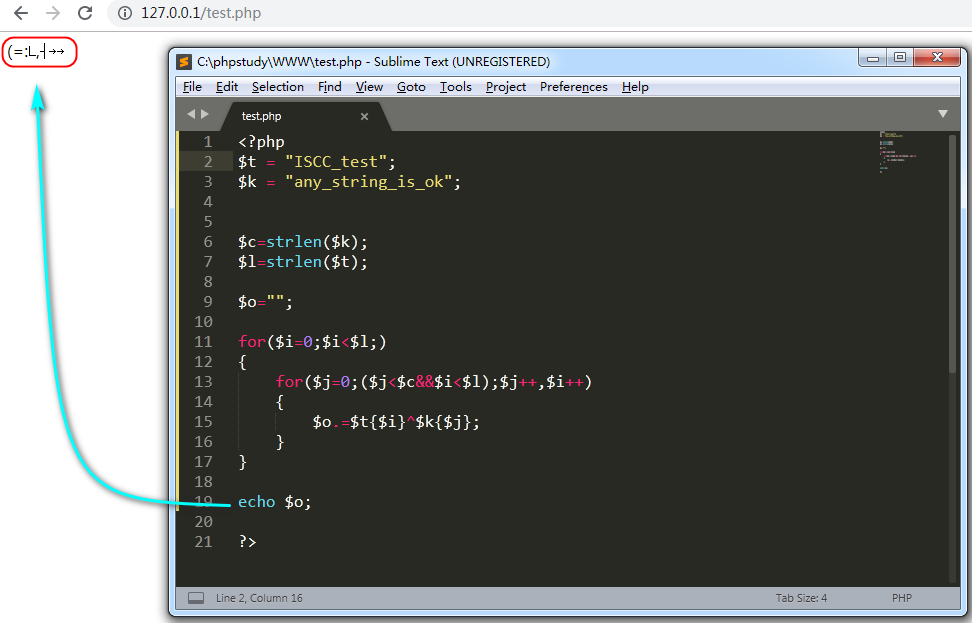 127.0.0.1/test.php
(=:L,┤→→
C:\phpstudy\WWW\test.php - Sublime Text (UNREGISTERED)
File Edit Selection Find View Goto Tools Project Preferences Help
test.php
1 <?php
2 $t = "ISCC_test";
3 $k = "any_string_is_ok";
4
5
6 $c=strlen($k);
7 $l=strlen($t);
8
9 $o="";
10
11 for($i=0;$i<$l;)
12 {
13 for($j=0;($j<$c&&$i<$l);$j++,$i++)
14 {
15 $o.=$t{$i}^$k{$j};
16 }
17 }
18
19 echo $o;
20
21 ?>
Line 2, Column 16 Tab Size: 4 PHP